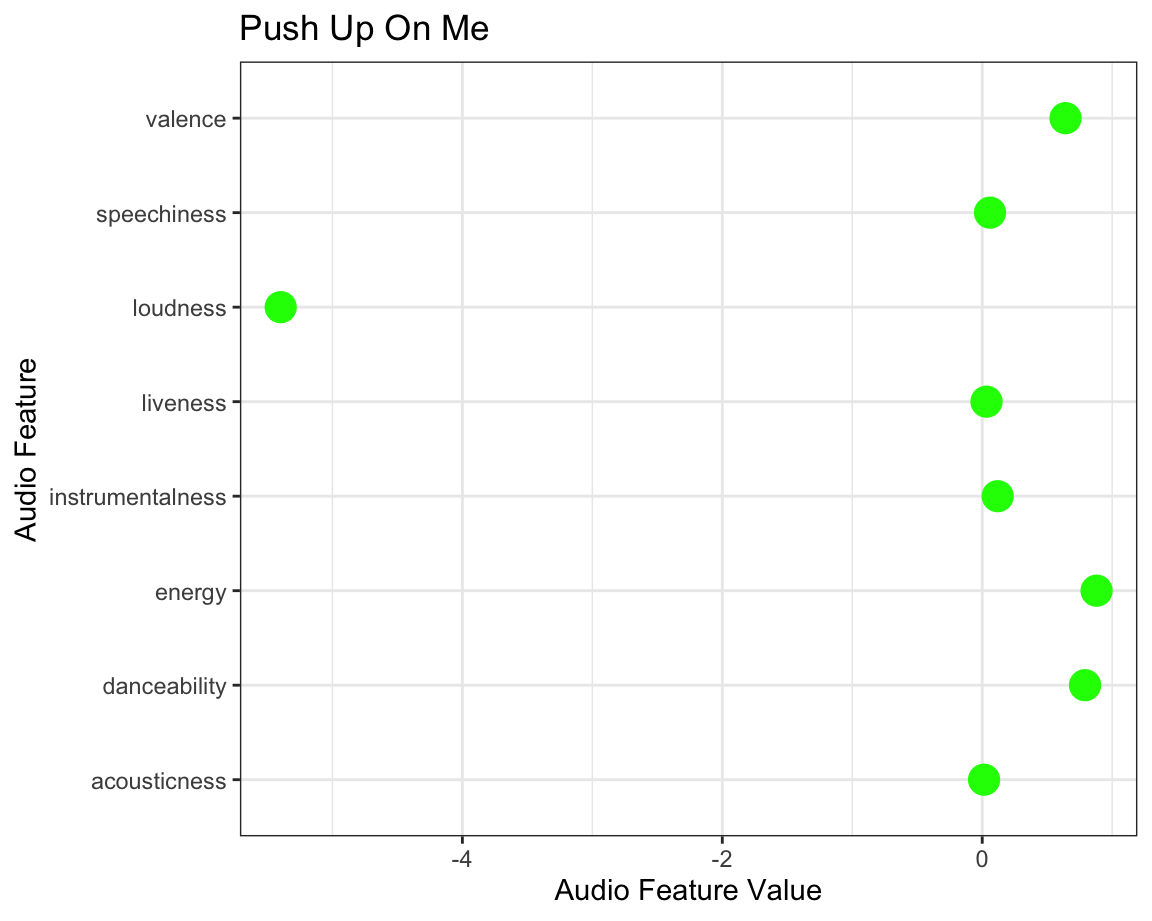 Push Up On Me
valence
speechiness
loudness
liveness
instrumentalness
energy
danceability
acousticness
Audio Feature
-4
-2
0
Audio Feature Value